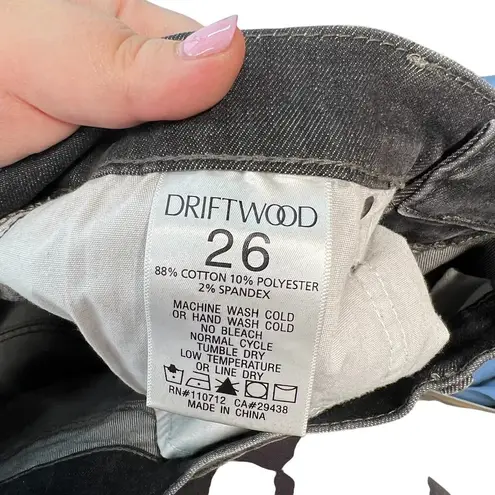 DRIFTWOOD
26
88% COTTON 10% POLYESTER
2% SPANDEX
MACHINE WASH COLD
OR HAND WASH COLD
NO BLEACH
NORMAL CYCLE
TUMBLE DRY
LOW TEMPERATURE
OR LINE DRY
RN#110712 CA#29438
MADE IN CHINA